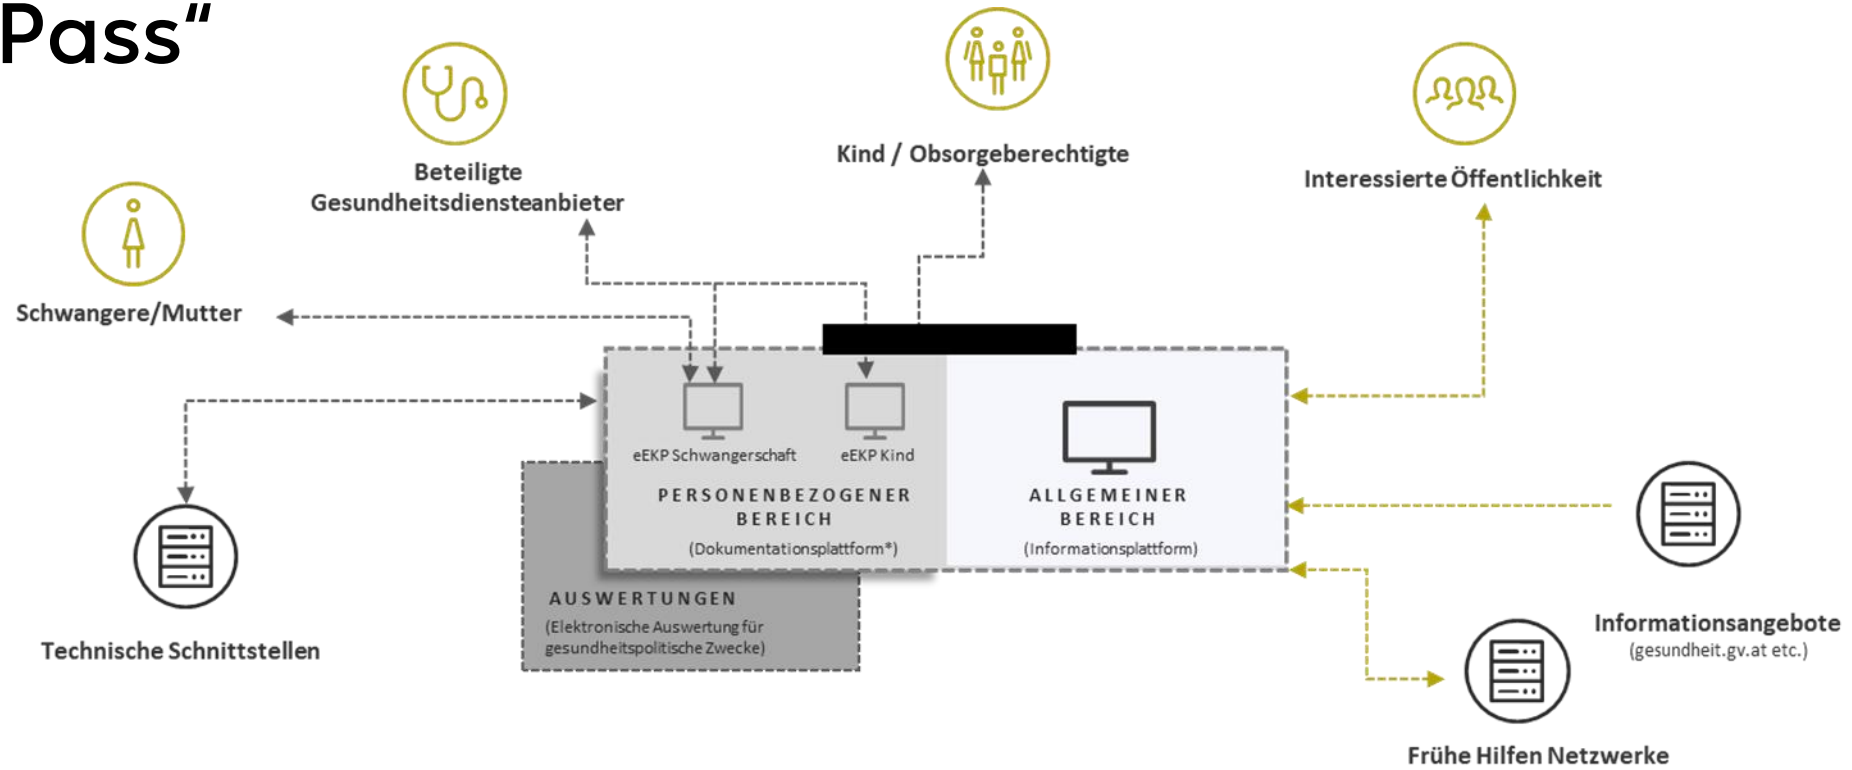 Pass“
Beteiligte
Gesundheitsdiensteanbieter
Kind / Obsorgeberechtigte
Interessierte Öffentlichkeit
Schwangere/Mutter
eEKP Schwangerschaft
eEKP Kind
PERSONENBEZOGENER
BEREICH
(Dokumentationsplattform*)
ALLGEMEINER
BEREICH
(Informationsplattform)
AUSWERTUNGEN
(Elektronische Auswertung für
gesundheitspolitische Zwecke)
Technische Schnittstellen
Informationsangebote
(gesundheit.gv.at etc.)
Frühe Hilfen Netzwerke